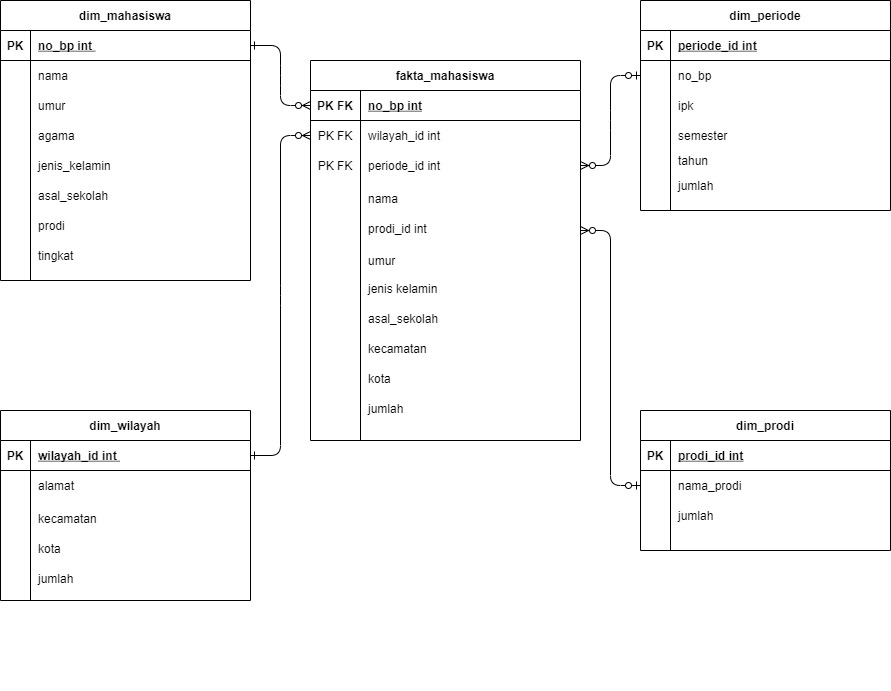 dim_mahasiswa
PK no_bp int
nama
umur
agama
jenis_kelamin
asal_sekolah
prodi
tingkat
fakta_mahasiswa
PK FK no_bp int
PK FK wilayah_id int
PK FK periode_id int
nama
prodi_id int
umur
jenis kelamin
asal_sekolah
kecamatan
kota
jumlah
dim_periode
PK periode_id int
no_bp
ipk
semester
tahun
jumlah
dim_wilayah
PK wilayah_id int
alamat
kecamatan
kota
jumlah
dim_prodi
PK prodi_id int
nama_prodi
jumlah